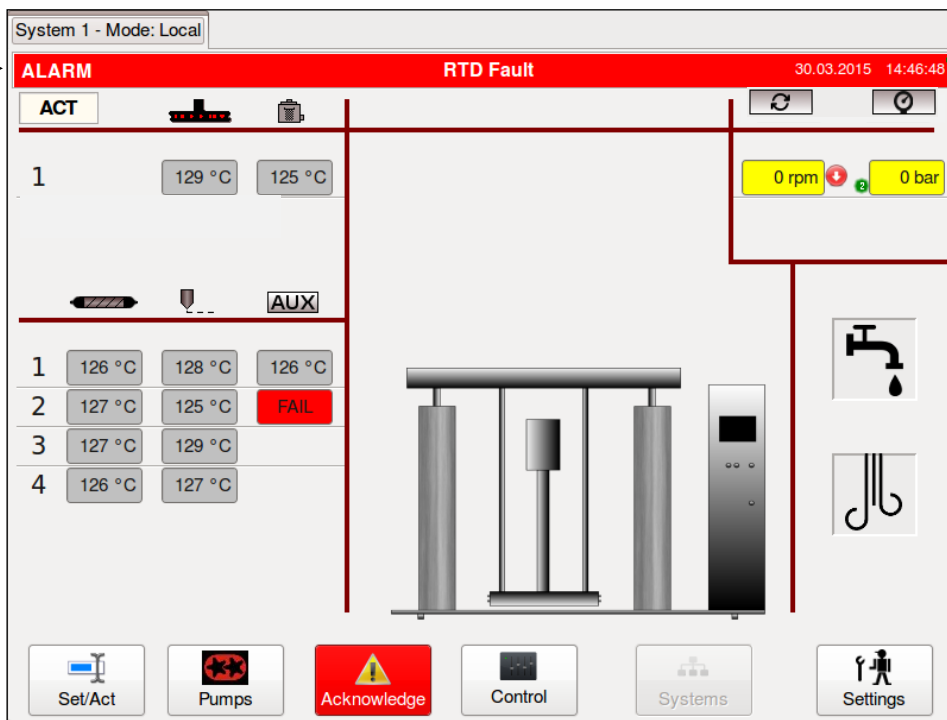 System 1 - Mode: Local
ALARM RTD Fault 30.03.2015 14:46:48
ACT
1 129 °C 125 °C 0 rpm 2 0 bar
AUX
1 126 °C 128 °C 126 °C
2 127 °C 125 °C FAIL
3 127 °C 129 °C
4 126 °C 127 °C
Set/Act Pumps Acknowledge Control Systems Settings